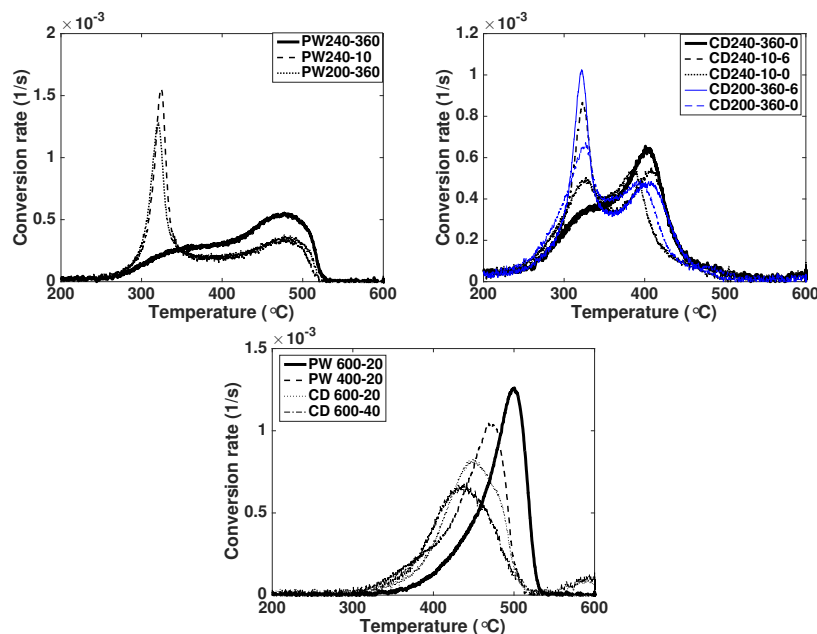 × 10⁻³
2
1.5
1
0.5
0
200 300 400 500 600
Conversion rate (1/s)
Temperature (°C)
PW240-360
PW240-10
PW200-360
× 10⁻³
1.2
1
0.8
0.6
0.4
0.2
0
200 300 400 500 600
Conversion rate (1/s)
Temperature (°C)
CD240-360-0
CD240-10-6
CD240-10-0
CD200-360-6
CD200-360-0
× 10⁻³
1.5
1
0.5
0
200 300 400 500 600
Conversion rate (1/s)
Temperature (°C)
PW 600-20
PW 400-20
CD 600-20
CD 600-40